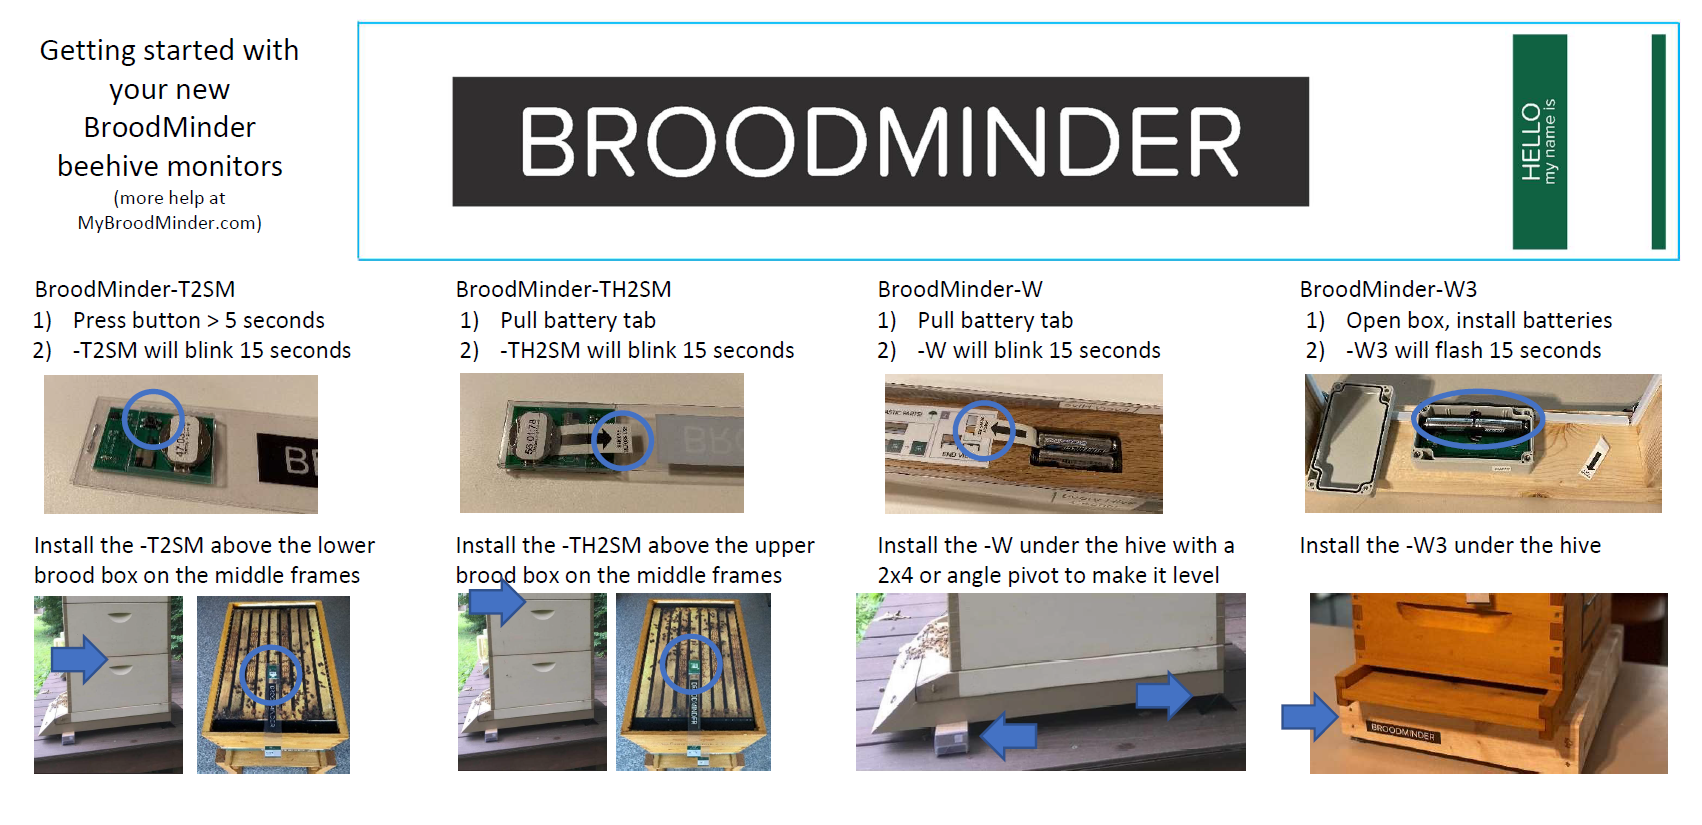 Getting started with
your new
BroodMinder
beehive monitors
(more help at
MyBroodMinder.com)
BROODMINDER
HELLO
my name is
BroodMinder-T2SM
1) Press button > 5 seconds
2) -T2SM will blink 15 seconds
Install the -T2SM above the lower
brood box on the middle frames
BroodMinder-TH2SM
1) Pull battery tab
2) -TH2SM will blink 15 seconds
Install the -TH2SM above the upper
brood box on the middle frames
BroodMinder-W
1) Pull battery tab
2) -W will blink 15 seconds
END VIEW
Install the -W under the hive with a
2x4 or angle pivot to make it level
BroodMinder-W3
1) Open box, install batteries
2) -W3 will flash 15 seconds
Install the -W3 under the hive
BROODMINDER